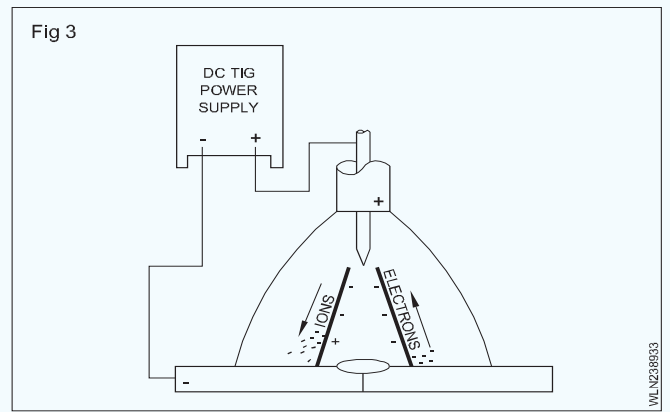 Fig 3
DC TIG
POWER
SUPPLY
- +
+
IONS
ELECTRONS
- -
- -
+ -
-
WLN238933